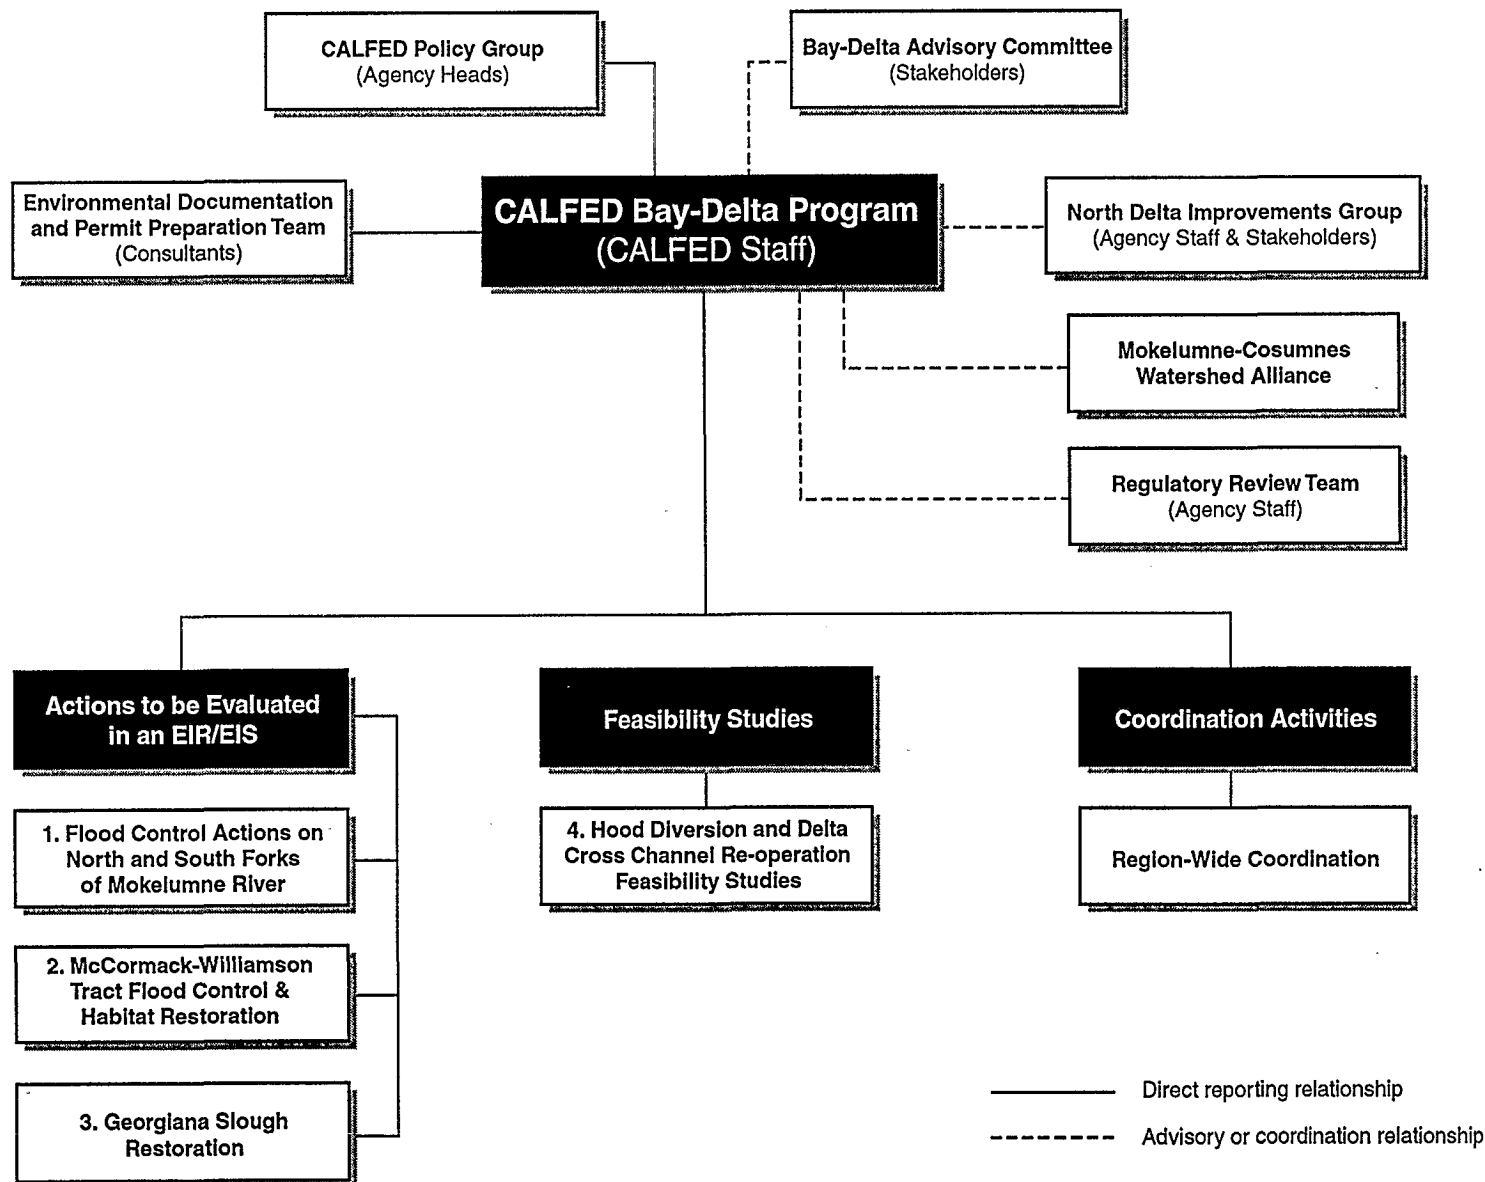 CALFED Policy Group
(Agency Heads)
Bay-Delta Advisory Committee
(Stakeholders)
Environmental Documentation
and Permit Preparation Team
(Consultants)
CALFED Bay-Delta Program
(CALFED Staff)
North Delta Improvements Group
(Agency Staff & Stakeholders)
Mokelumne-Cosumnes
Watershed Alliance
Regulatory Review Team
(Agency Staff)
Actions to be Evaluated
in an EIR/EIS
Feasibility Studies
Coordination Activities
1. Flood Control Actions on
North and South Forks
of Mokelumne River
4. Hood Diversion and Delta
Cross Channel Re-operation
Feasibility Studies
Region-Wide Coordination
2. McCormack-Williamson
Tract Flood Control &
Habitat Restoration
3. Georgiana Slough
Restoration
Direct reporting relationship
Advisory or coordination relationship